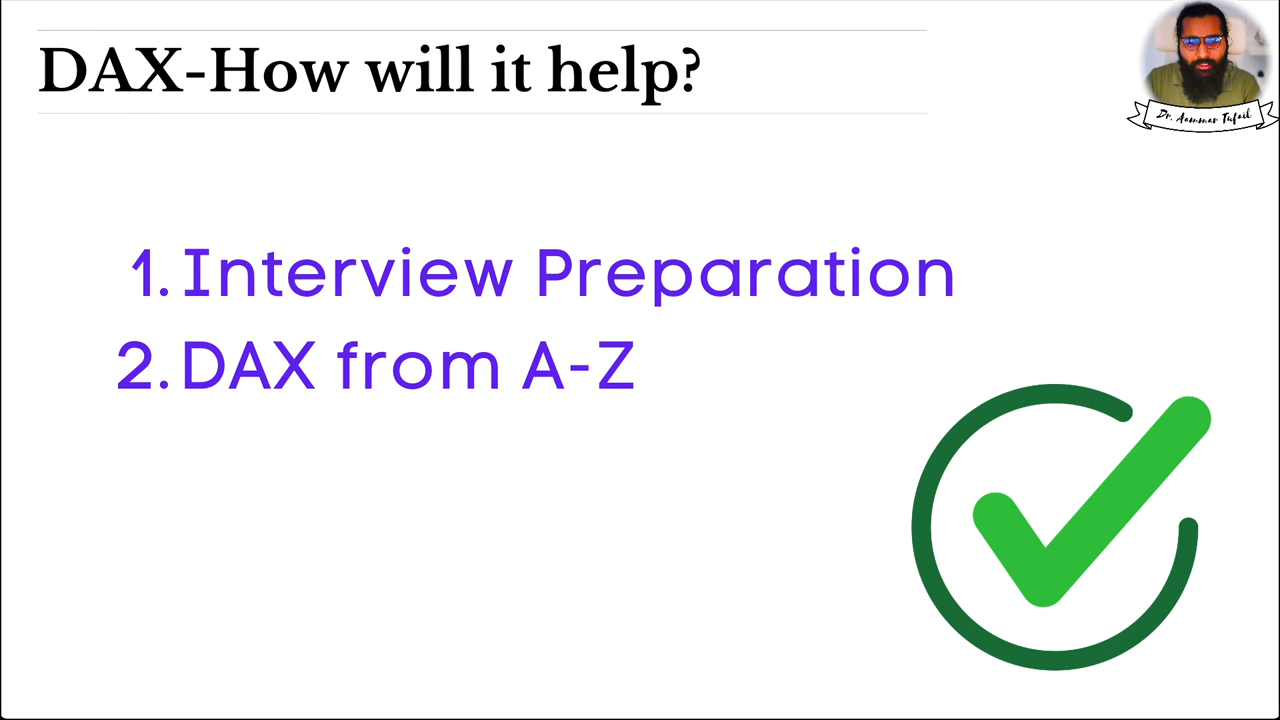 DAX-How will it help?
Dr. Aammar Tufail
1. Interview Preparation
2. DAX from A-Z